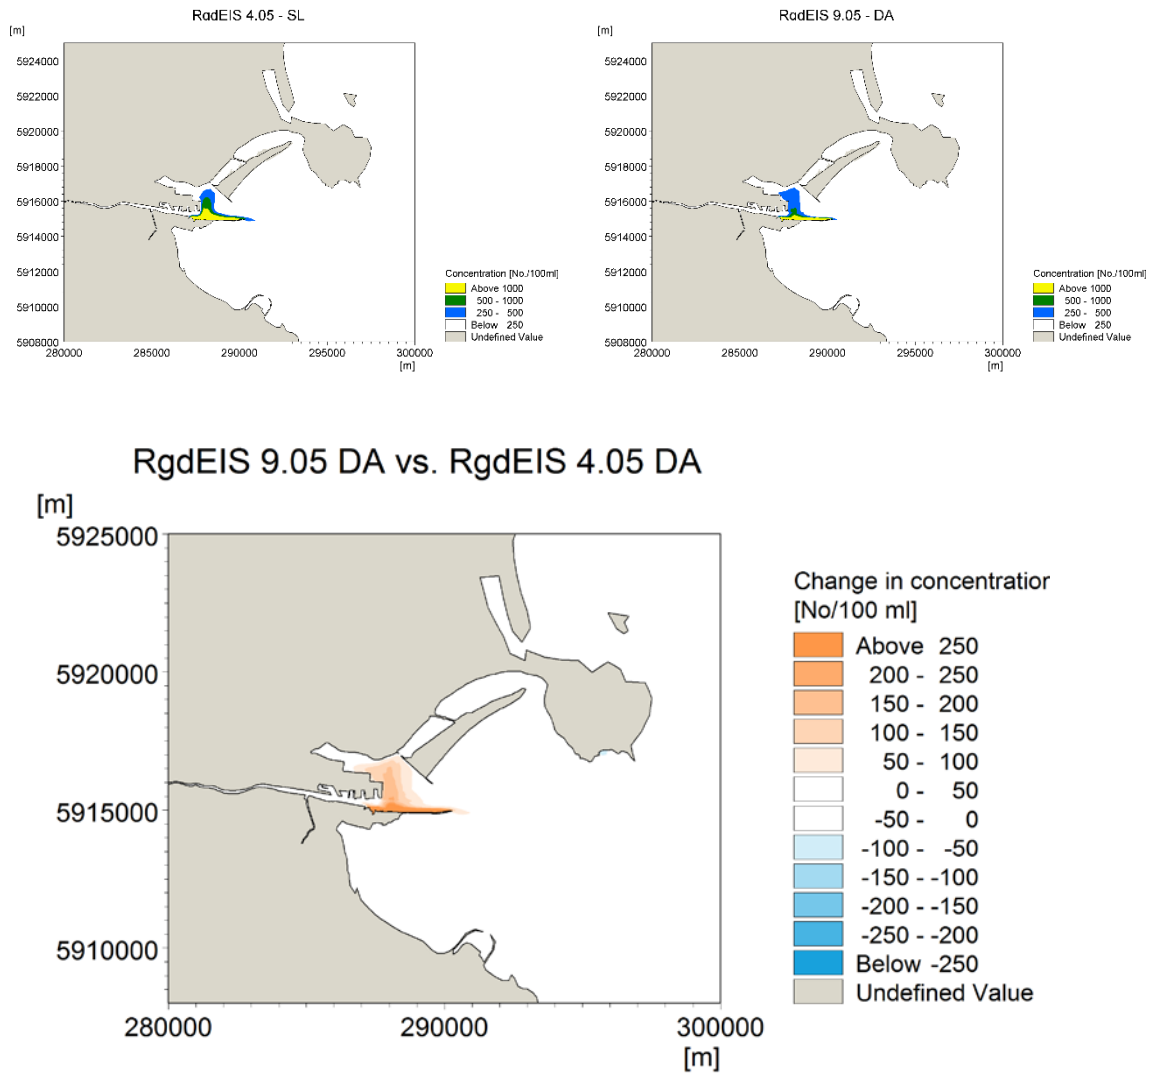 RgdEIS 4.05 - SL
[m]
5924000
5922000
5920000
5918000
5916000
5914000
5912000
5910000
5908000
280000 285000 290000 295000 300000
[m]
Concentration [No./100ml]
Above 1000
500 - 1000
250 - 500
Below 250
Undefined Value
RgdEIS 9.05 - DA
[m]
5924000
5922000
5920000
5918000
5916000
5914000
5912000
5910000
5908000
280000 285000 290000 295000 300000
[m]
Concentration [No./100ml]
Above 1000
500 - 1000
250 - 500
Below 250
Undefined Value
RgdEIS 9.05 DA vs. RgdEIS 4.05 DA
[m]
5925000
5920000
5915000
5910000
280000 290000 300000
[m]
Change in concentration
[No/100 ml]
Above 250
200 - 250
150 - 200
100 - 150
50 - 100
0 - 50
-50 - 0
-100 - -50
-150 - -100
-200 - -150
-250 - -200
Below -250
Undefined Value